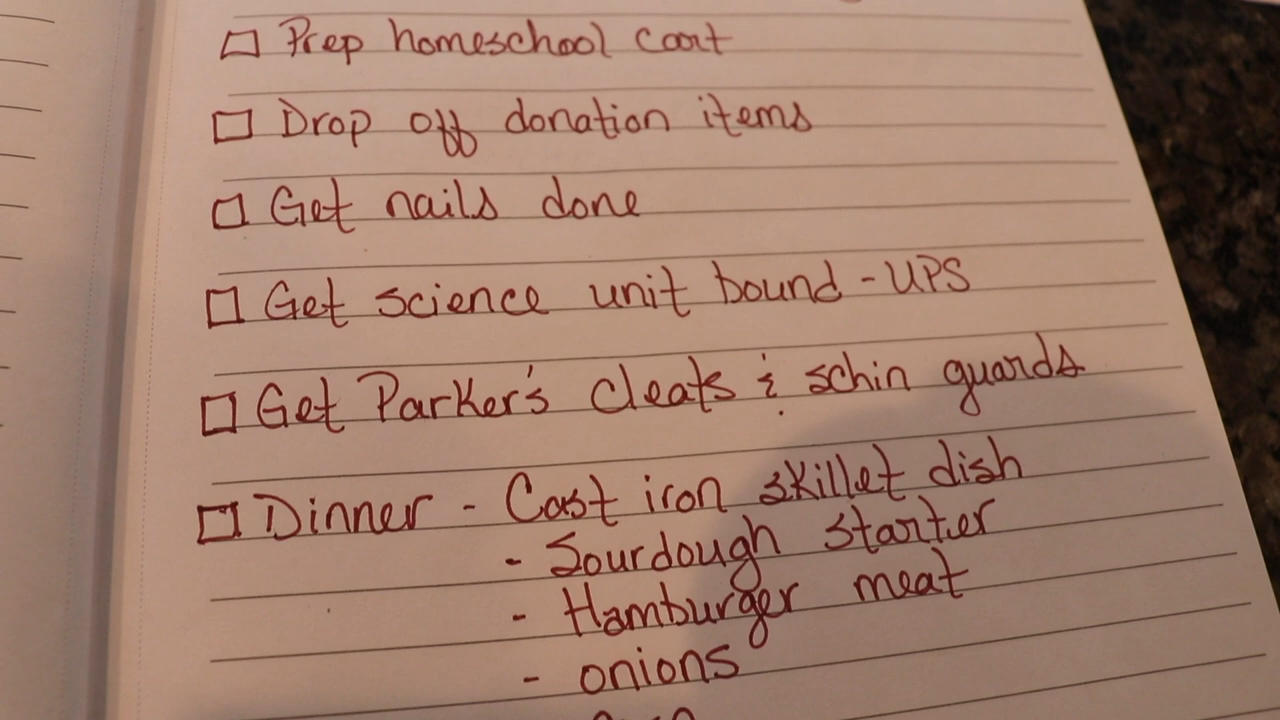 Prep homeschool cart
Drop off donation items
Get nails done
Get science unit bound - UPS
Get Parker's cleats & schin guards
Dinner - Cast iron skillet dish
- Sourdough starter
- Hamburger meat
- onions